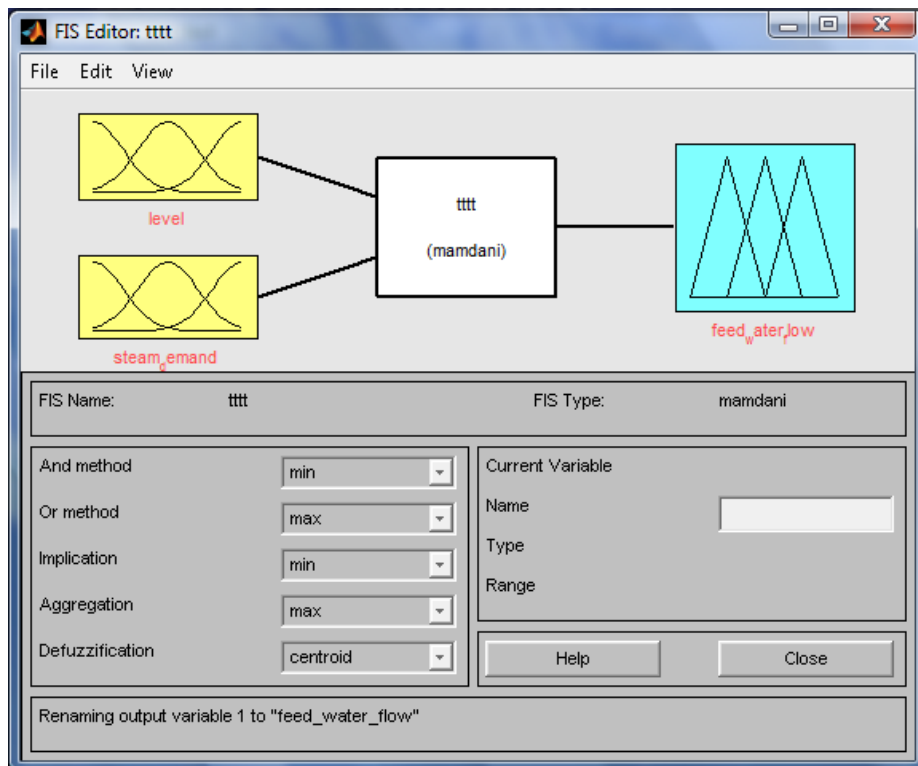 FIS Editor: tttt
File Edit View
level
steam_demand
tttt
(mamdani)
feed_water_flow
FIS Name: tttt FIS Type: mamdani
And method min
Or method max
Implication min
Aggregation max
Defuzzification centroid
Current Variable
Name
Type
Range
Help Close
Renaming output variable 1 to "feed_water_flow"